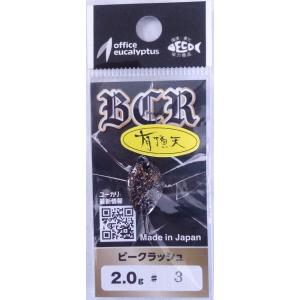 office
eucalyptus
ECO
BCR
有頂天
ユーカリ
最新情報
Made in Japan
ビークラッシュ
2.0g # 3